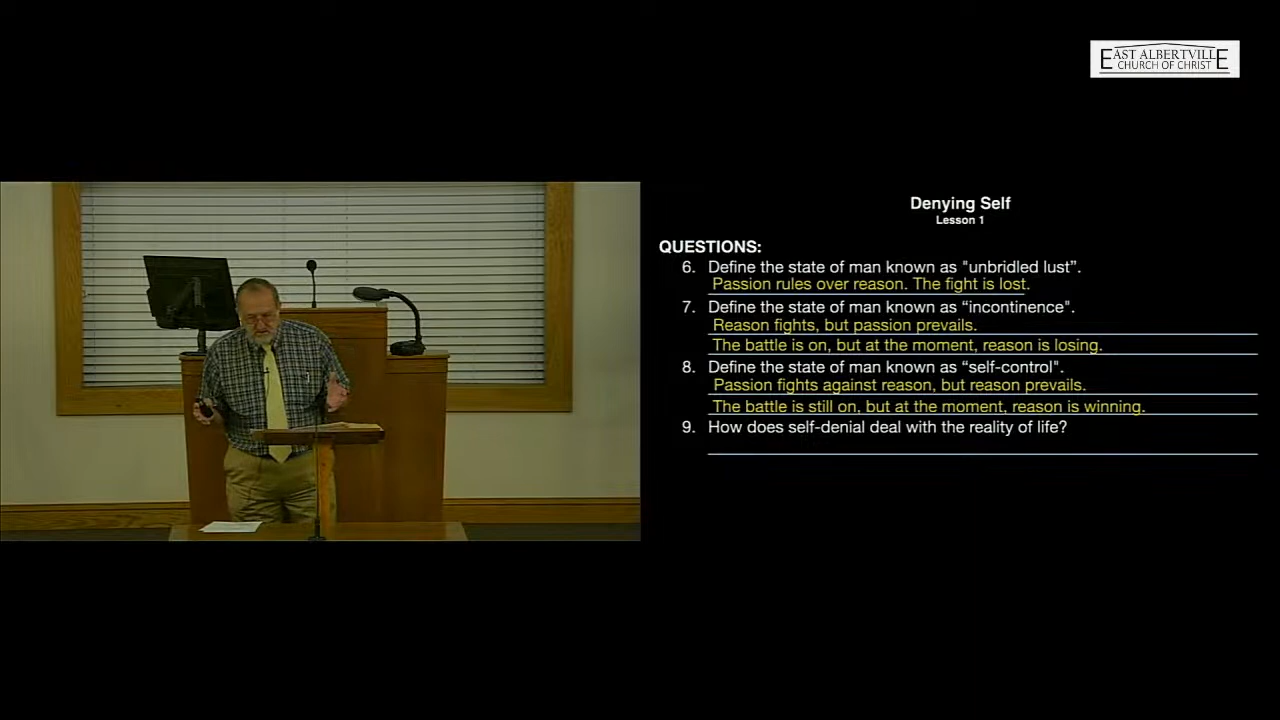 EAST ALBERTVILLE
CHURCH OF CHRIST
Denying Self
Lesson 1
QUESTIONS:
6. Define the state of man known as "unbridled lust”.
Passion rules over reason. The fight is lost.
7. Define the state of man known as “incontinence".
Reason fights, but passion prevails.
The battle is on, but at the moment, reason is losing.
8. Define the state of man known as “self-control".
Passion fights against reason, but reason prevails.
The battle is still on, but at the moment, reason is winning.
9. How does self-denial deal with the reality of life?